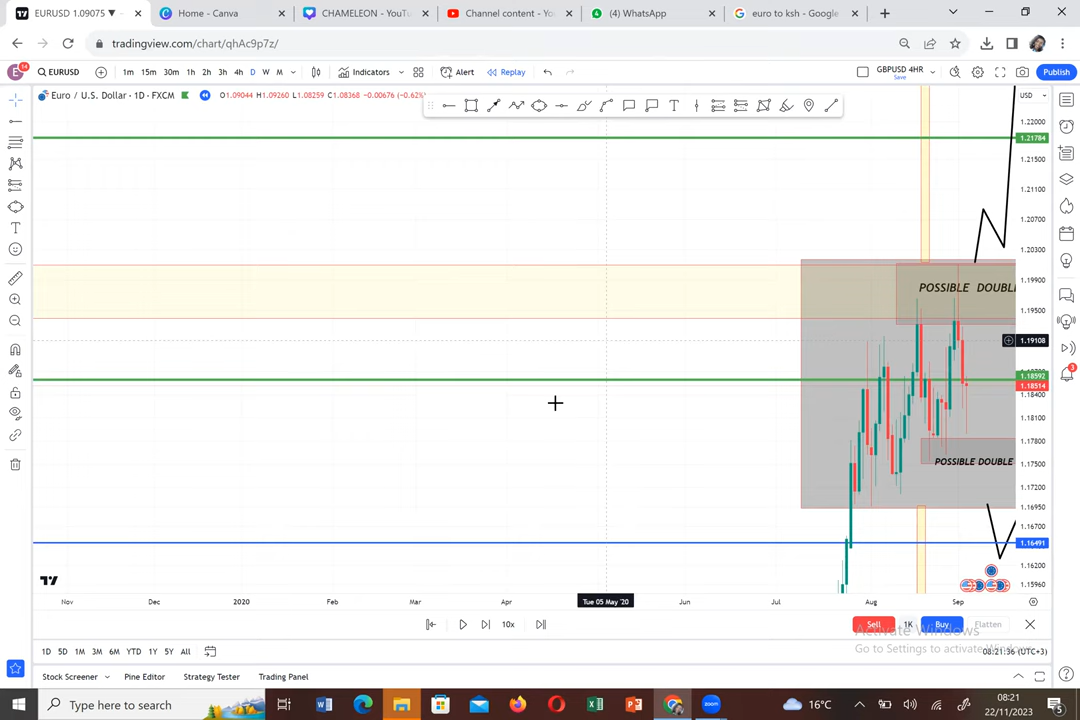 EURUSD 1.09075 ▼
Home - Canva
CHAMELEON - YouTu
Channel content - Yo
(4) WhatsApp
euro to ksh - Google
tradingview.com/chart/qhAc9p7z/
E 14 EURUSD 1m 15m 30m 1h 2h 3h 4h D W M Indicators Alert Replay GBPUSD 4HR Save Publish
Euro / U.S. Dollar · 1D · FXCM O1.09044 H1.09260 L1.08259 C1.08368 −0.00676 (−0.62%)
USD
1.22000
1.21784
1.21500
1.21100
1.20700
1.20300
1.19900
POSSIBLE DOUBL
1.19500
1.19108
1.18592
1.18514
1.18400
1.18100
1.17800
POSSIBLE DOUBLE
1.17500
1.17200
1.16950
1.16700
1.16491
1.16200
1.15960
Nov Dec 2020 Feb Mar Apr Tue 05 May '20 Jun Jul Aug Sep
10x Sell 1K Buy Flatten
Activate Windows
Go to Settings to activate Windows.
1D 5D 1M 3M 6M YTD 1Y 5Y All 08:21:36 (UTC+3)
Stock Screener Pine Editor Strategy Tester Trading Panel
3
Type here to search
16°C
08:21
22/11/2023
5